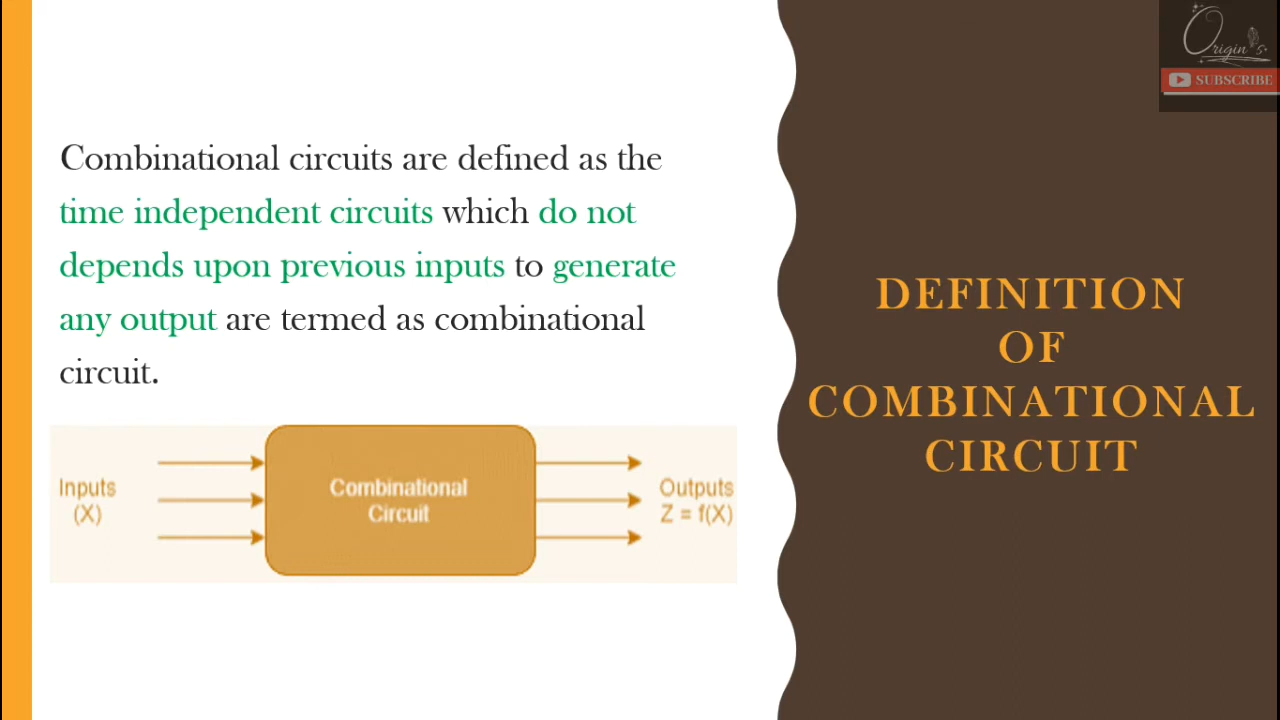 Combinational circuits are defined as the
time independent circuits which do not
depends upon previous inputs to generate
any output are termed as combinational
circuit.
Inputs
(X)
Combinational
Circuit
Outputs
Z = f(X)
DEFINITION
OF
COMBINATIONAL
CIRCUIT
Origin's
SUBSCRIBE